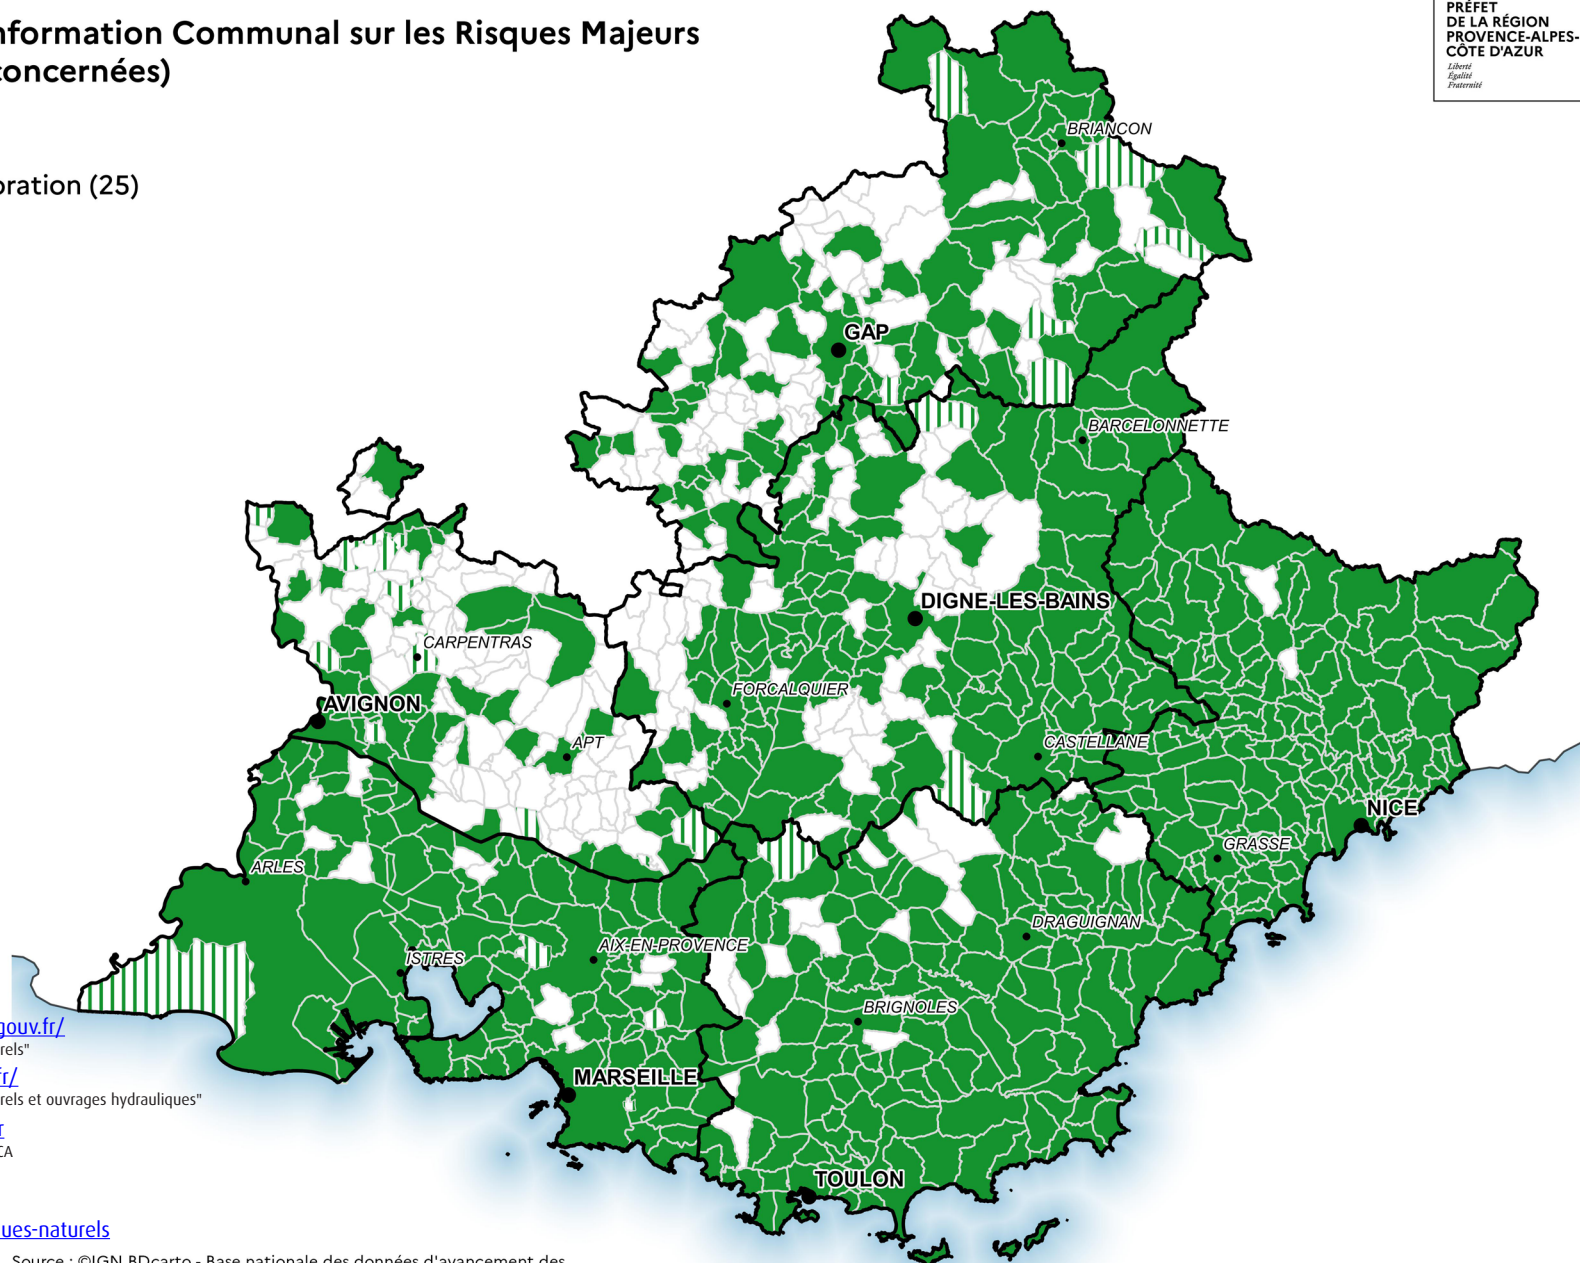 nformation Communal sur les Risques Majeurs
concernées)
oration (25)
PRÉFET
DE LA RÉGION
PROVENCE-ALPES-
CÔTE D'AZUR
Liberté
Égalité
Fraternité
BRIANCON
GAP
BARCELONNETTE
DIGNE-LES-BAINS
CARPENTRAS
FORCALQUIER
AVIGNON
APT
CASTELLANE
NICE
GRASSE
ARLES
DRAGUIGNAN
AIX-EN-PROVENCE
ISTRES
BRIGNOLES
MARSEILLE
TOULON
gouv.fr/
rels"
fr/
rels et ouvrages hydrauliques"
r
CA
ues-naturels
Source : ©IGN BDcarto - Base nationale des données d'avancement des